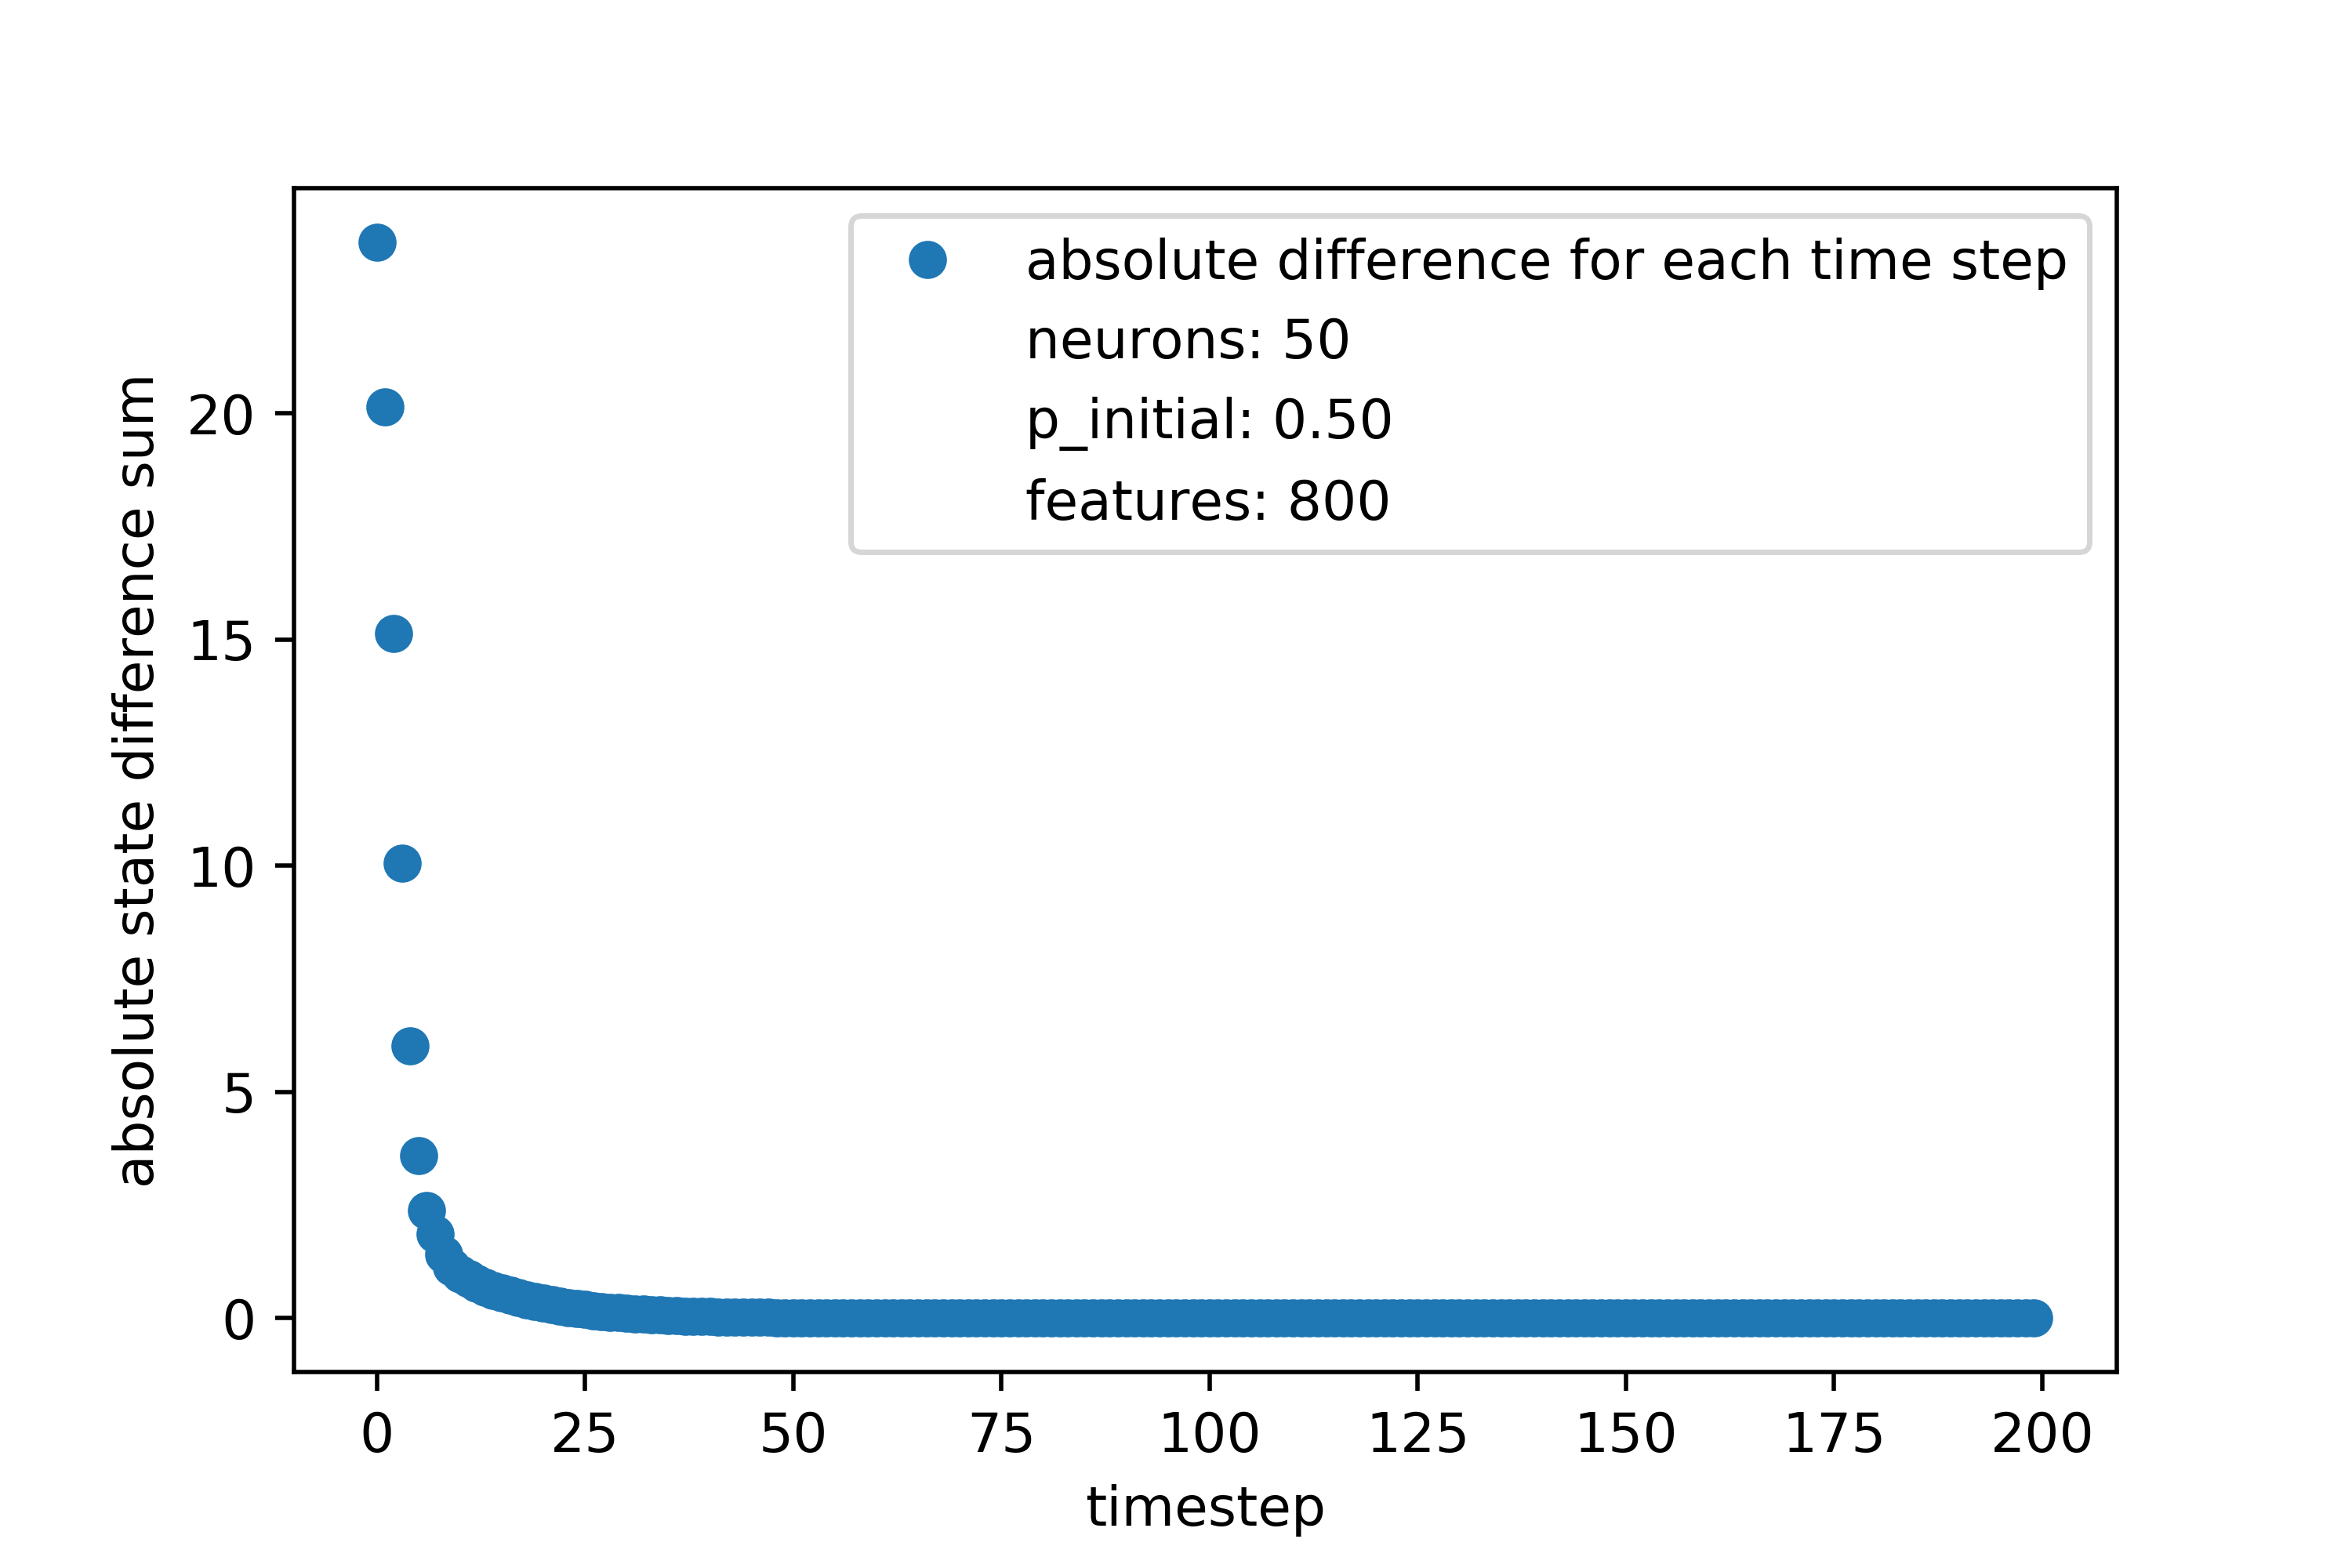 absolute difference for each time step
neurons: 50
p_initial: 0.50
features: 800
absolute state difference sum
20
15
10
5
0
0 25 50 75 100 125 150 175 200
timestep